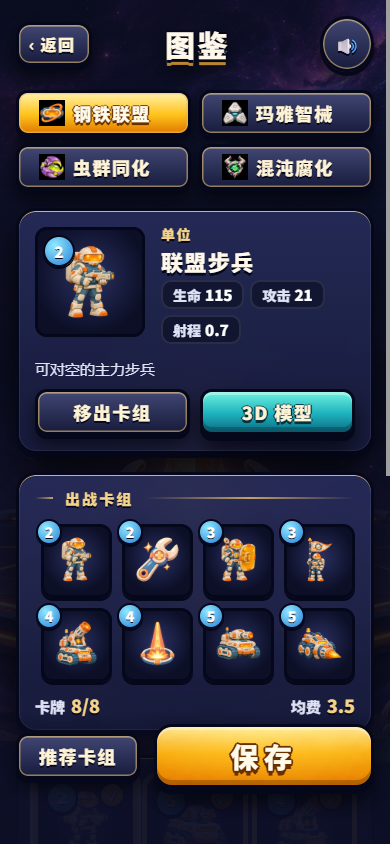 ‹ 返回
图鉴
钢铁联盟
玛雅智械
虫群同化
混沌腐化
2
单位
联盟步兵
生命 115
攻击 21
射程 0.7
可对空的主力步兵
移出卡组
3D 模型
出战卡组
2
2
3
3
4
4
5
5
卡牌 8/8
均费 3.5
推荐卡组
保存